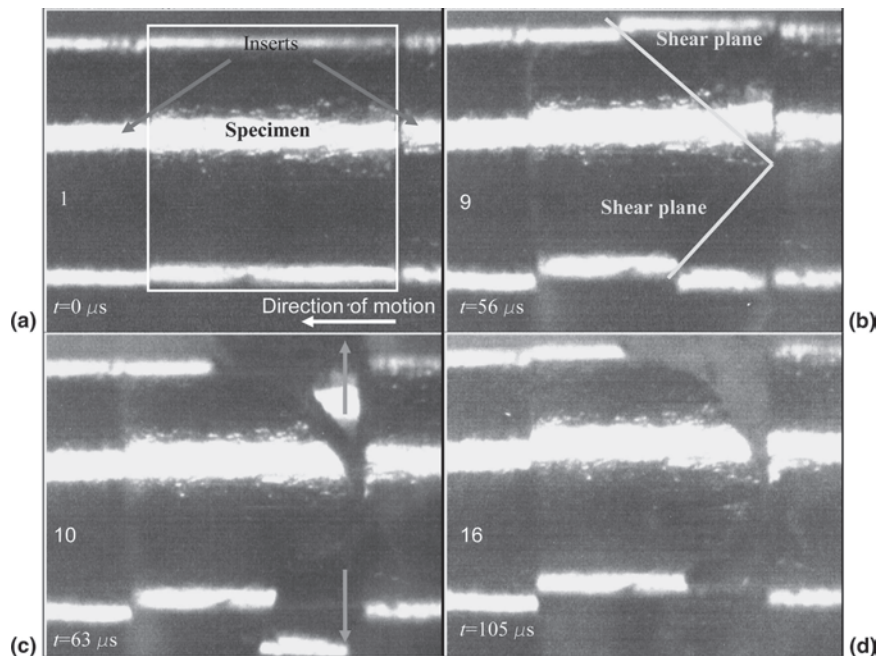 Inserts
Specimen
1
t=0 μs
Direction of motion
(a)
Shear plane
9
Shear plane
t=56 μs
(b)
10
t=63 μs
(c)
16
t=105 μs
(d)